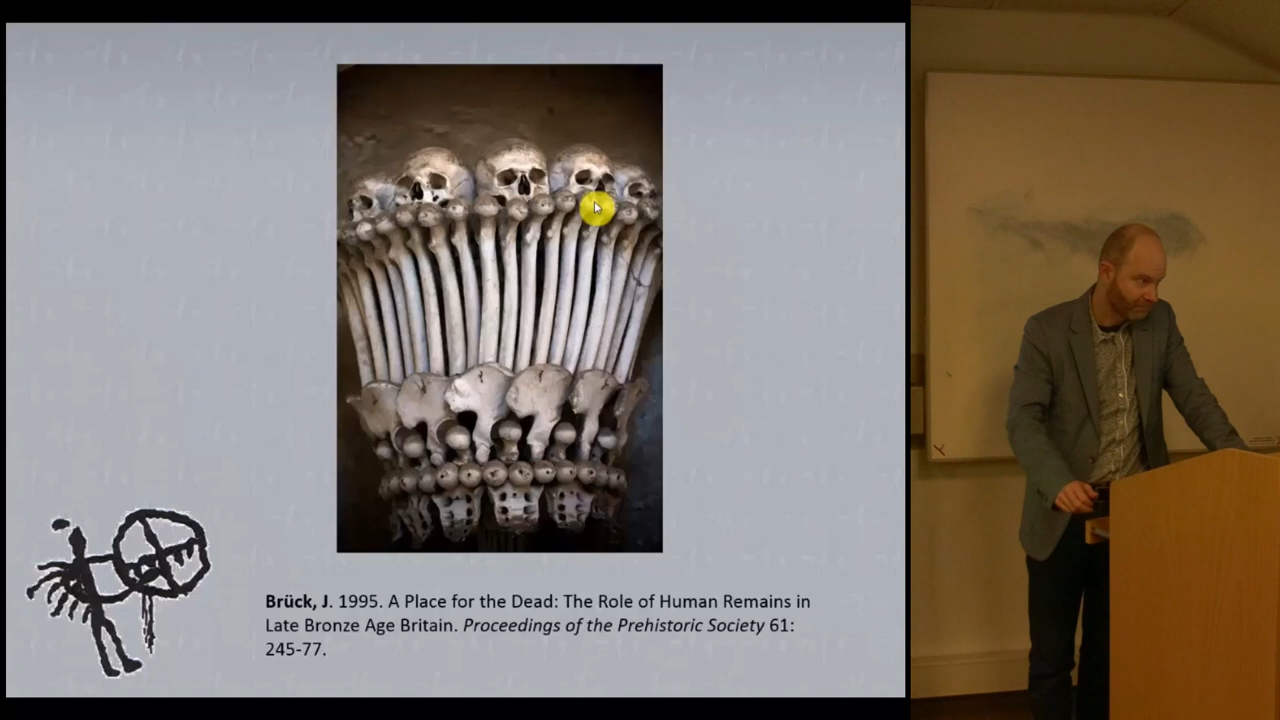 Brück, J. 1995. A Place for the Dead: The Role of Human Remains in
Late Bronze Age Britain. Proceedings of the Prehistoric Society 61:
245-77.